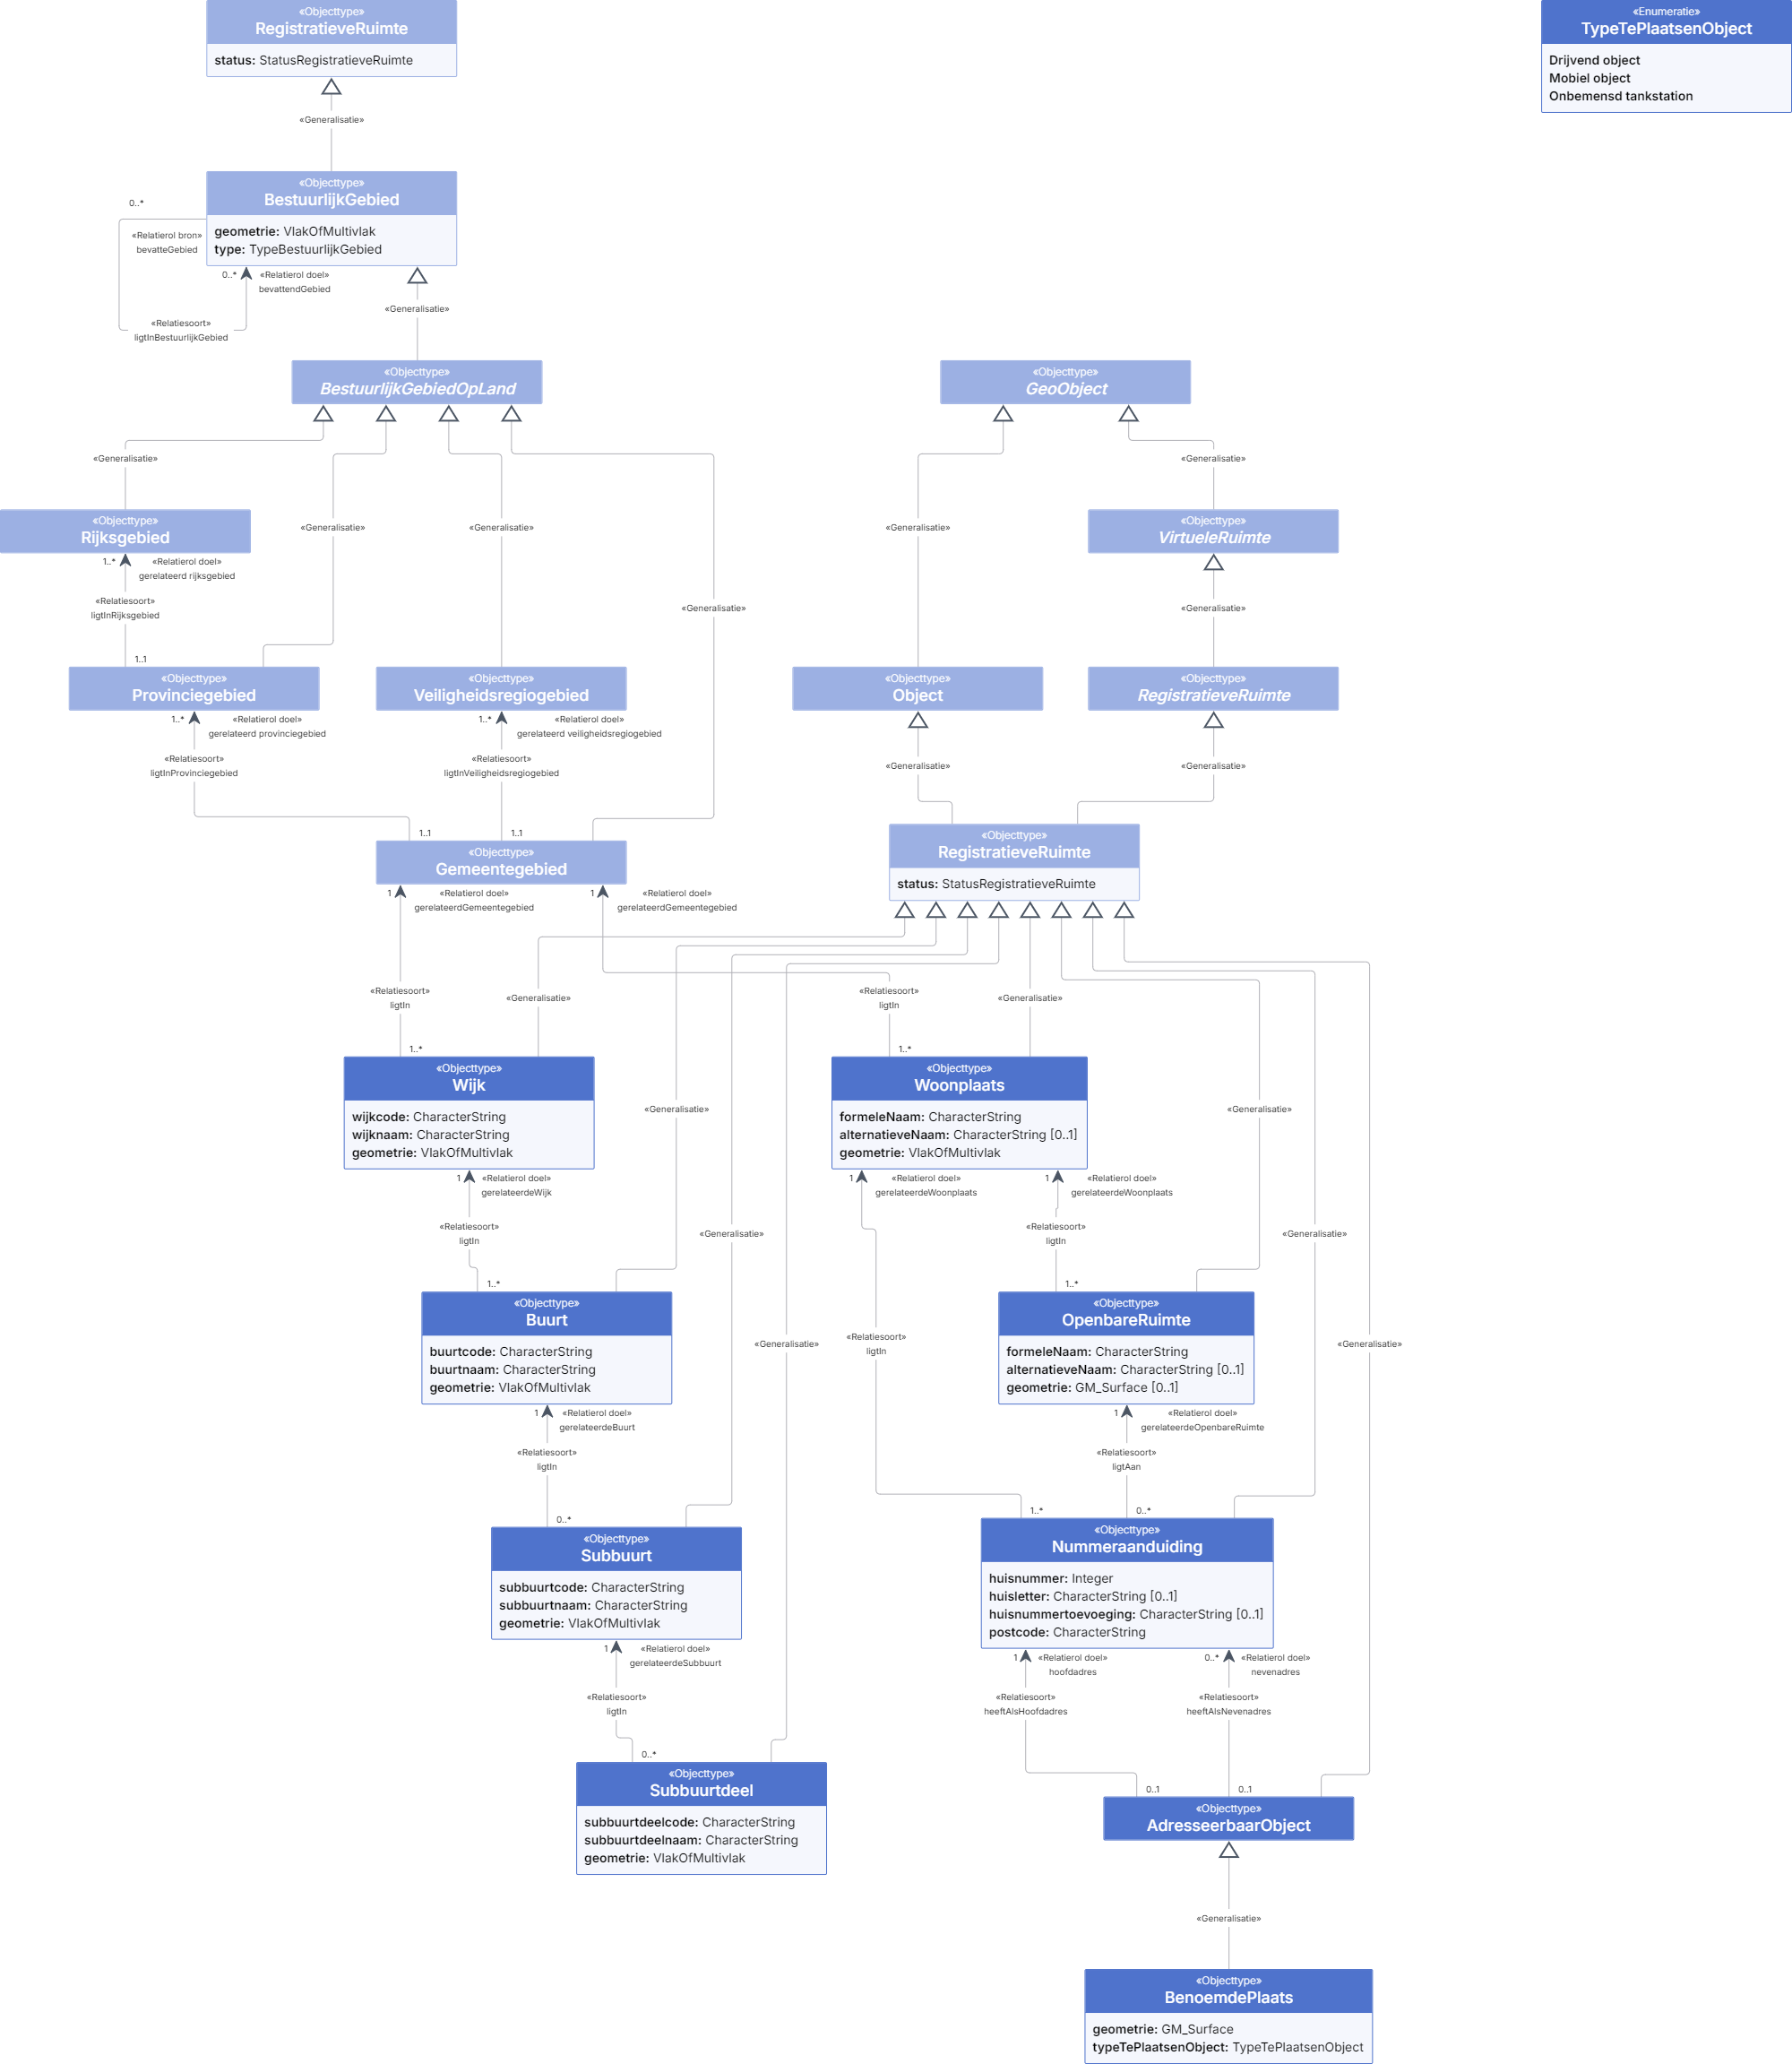 «Objecttype»
RegistratieveRuimte
status: StatusRegistratieveRuimte
«Enumeratie»
TypeTePlaatsenObject
Drijvend object
Mobiel object
Onbemensd tankstation
«Generalisatie»
«Objecttype»
BestuurlijkGebied
geometrie: VlakOfMultivlak
type: TypeBestuurlijkGebied
0..*
«Relatierol bron»
bevatteGebied
0..*
«Relatierol doel»
bevattendGebied
«Relatiesoort»
ligtInBestuurlijkGebied
«Generalisatie»
«Objecttype»
BestuurlijkGebiedOpLand
«Objecttype»
GeoObject
«Generalisatie»
«Generalisatie»
«Generalisatie»
«Generalisatie»
«Generalisatie»
«Generalisatie»
«Objecttype»
Rijksgebied
«Objecttype»
VirtueleRuimte
1..*
«Relatierol doel»
gerelateerd rijksgebied
«Relatiesoort»
ligtInRijksgebied
1..1
«Generalisatie»
«Generalisatie»
«Objecttype»
Provinciegebied
«Objecttype»
Veiligheidsregiogebied
«Objecttype»
Object
«Objecttype»
RegistratieveRuimte
1..*
«Relatierol doel»
gerelateerd provinciegebied
1..*
«Relatierol doel»
gerelateerd veiligheidsregiogebied
«Relatiesoort»
ligtInProvinciegebied
«Relatiesoort»
ligtInVeiligheidsregiogebied
«Generalisatie»
«Generalisatie»
1..1
1..1
«Objecttype»
Gemeentegebied
«Objecttype»
RegistratieveRuimte
status: StatusRegistratieveRuimte
1
«Relatierol doel»
gerelateerdGemeentegebied
1
«Relatierol doel»
gerelateerdGemeentegebied
«Relatiesoort»
ligtIn
«Generalisatie»
«Relatiesoort»
ligtIn
«Generalisatie»
1..*
1..*
«Objecttype»
Wijk
wijkcode: CharacterString
wijknaam: CharacterString
geometrie: VlakOfMultivlak
«Generalisatie»
«Objecttype»
Woonplaats
formeleNaam: CharacterString
alternatieveNaam: CharacterString [0..1]
geometrie: VlakOfMultivlak
«Generalisatie»
1
«Relatierol doel»
gerelateerdeWijk
1
«Relatierol doel»
gerelateerdeWoonplaats
1
«Relatierol doel»
gerelateerdeWoonplaats
«Relatiesoort»
ligtIn
«Generalisatie»
«Relatiesoort»
ligtIn
«Generalisatie»
1..*
1..*
«Objecttype»
Buurt
buurtcode: CharacterString
buurtnaam: CharacterString
geometrie: VlakOfMultivlak
«Generalisatie»
«Relatiesoort»
ligtIn
«Objecttype»
OpenbareRuimte
formeleNaam: CharacterString
alternatieveNaam: CharacterString [0..1]
geometrie: GM_Surface [0..1]
«Generalisatie»
1
«Relatierol doel»
gerelateerdeBuurt
1
«Relatierol doel»
gerelateerdeOpenbareRuimte
«Relatiesoort»
ligtIn
«Relatiesoort»
ligtAan
0..*
1..*
0..*
«Objecttype»
Subbuurt
subbuurtcode: CharacterString
subbuurtnaam: CharacterString
geometrie: VlakOfMultivlak
«Objecttype»
Nummeraanduiding
huisnummer: Integer
huisletter: CharacterString [0..1]
huisnummertoevoeging: CharacterString [0..1]
postcode: CharacterString
1
«Relatierol doel»
gerelateerdeSubbuurt
1
«Relatierol doel»
hoofdadres
0..*
«Relatierol doel»
nevenadres
«Relatiesoort»
ligtIn
«Relatiesoort»
heeftAlsHoofdadres
«Relatiesoort»
heeftAlsNevenadres
0..*
0..1
0..1
«Objecttype»
Subbuurtdeel
subbuurtdeelcode: CharacterString
subbuurtdeelnaam: CharacterString
geometrie: VlakOfMultivlak
«Objecttype»
AdresseerbaarObject
«Generalisatie»
«Objecttype»
BenoemdePlaats
geometrie: GM_Surface
typeTePlaatsenObject: TypeTePlaatsenObject